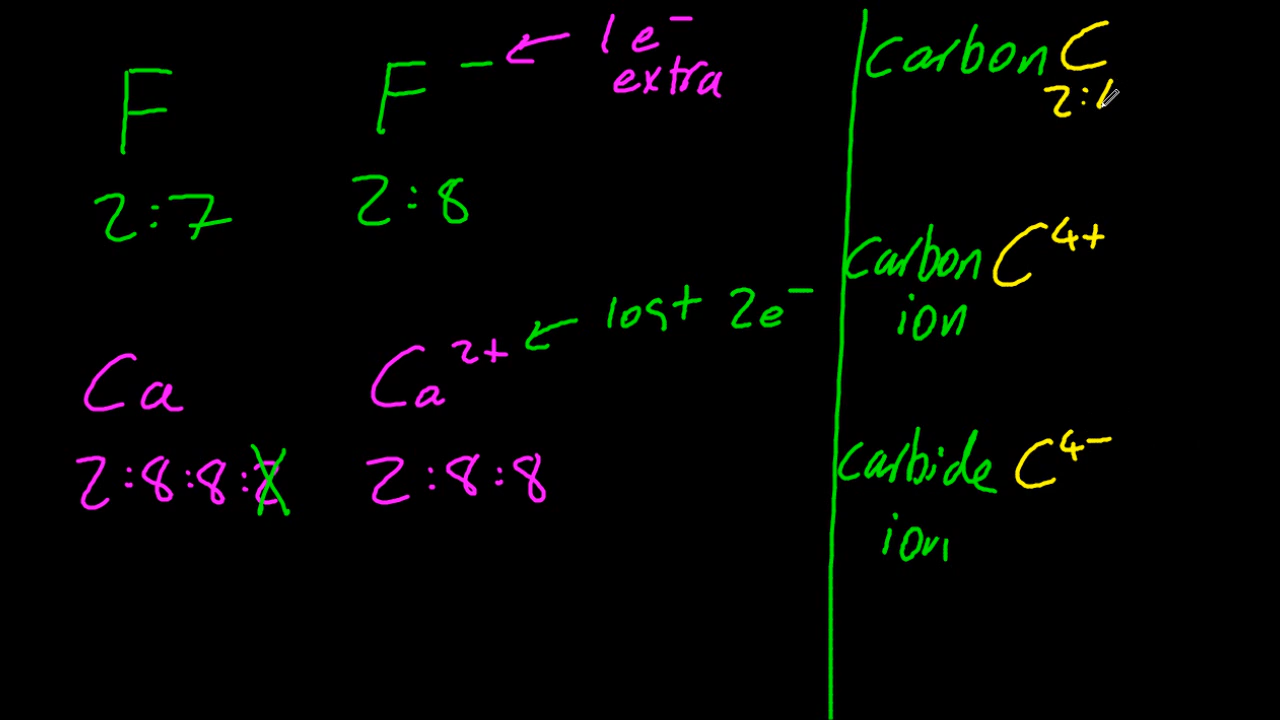 F F⁻ ← 1e⁻
extra
2:7 2:8
Ca Ca²⁺ ← lost 2e⁻
2:8:8:2 2:8:8
carbon C
2:
carbon C⁴⁺
ion
carbide C⁴⁻
ion